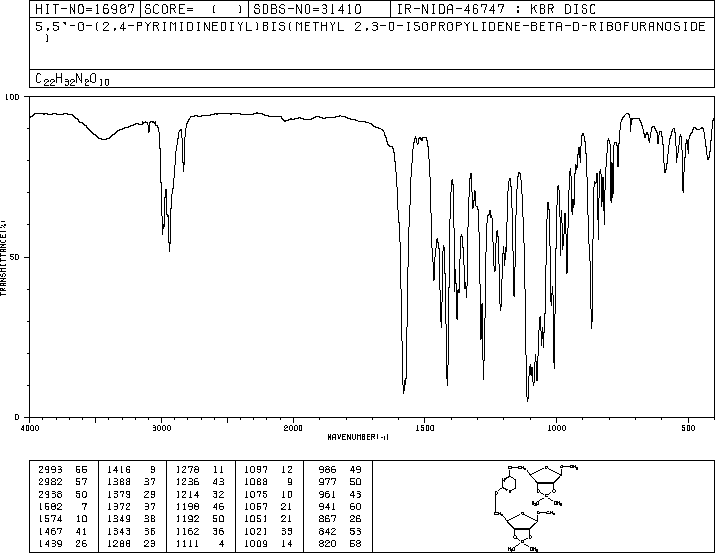 HIT-NO=16987 SCORE= ( ) SDBS-NO=31410 IR-NIDA-46747 : KBR DISC
5,5'-O-(2,4-PYRIMIDINEDIYL)BIS(METHYL 2,3-O-ISOPROPYLIDENE-BETA-D-RIBOFURANOSIDE
)
C22H32N2O10
100
50
0
TRANSMITTANCE(%)
4000 3000 2000 1500 1000 500
WAVENUMBER(-1)
2993 66 1416 9 1278 11 1097 12 986 49
2982 57 1388 37 1236 43 1088 9 977 50
2938 50 1379 29 1214 32 1075 10 961 43
1582 7 1372 37 1198 46 1057 21 941 60
1574 10 1349 38 1192 50 1051 21 867 26
1467 41 1343 36 1162 36 1021 39 842 53
1439 26 1288 23 1111 4 1009 14 820 58